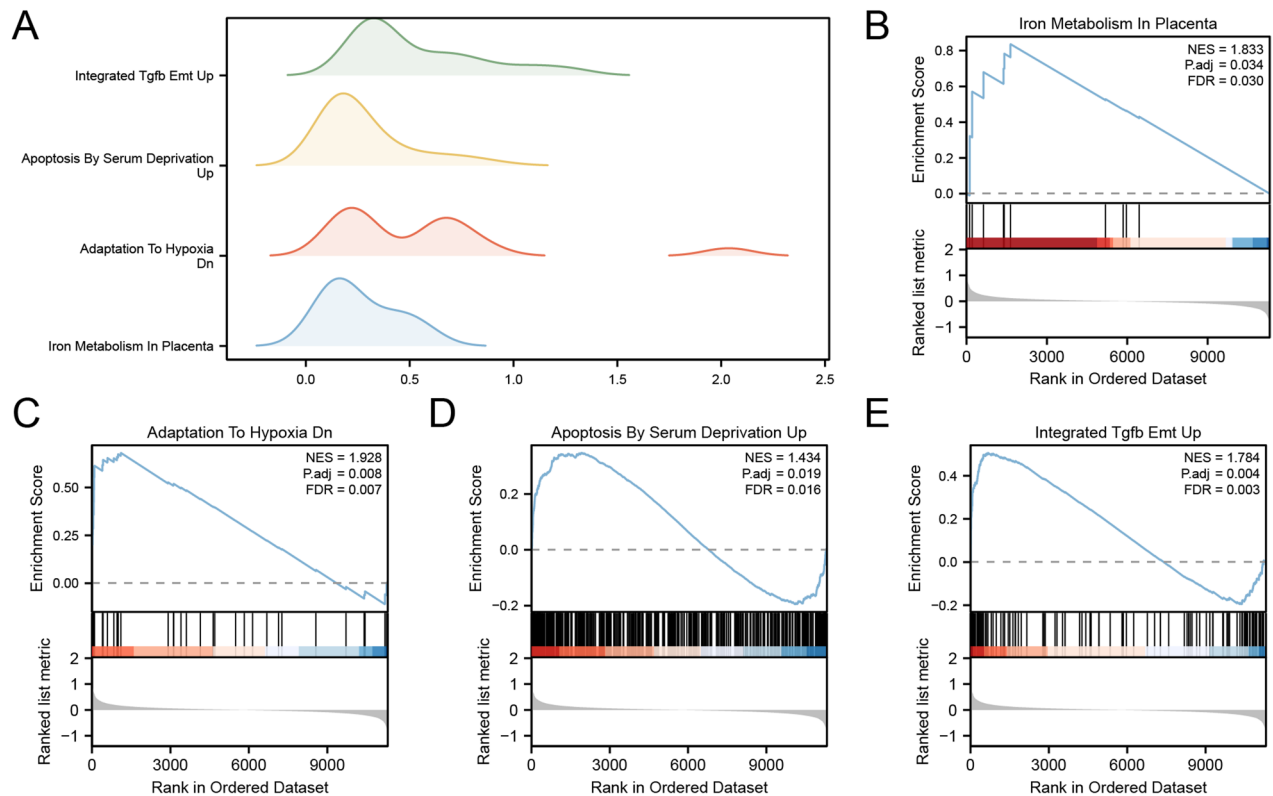 A
Integrated Tgfb Emt Up
Apoptosis By Serum Deprivation
Up
Adaptation To Hypoxia
Dn
Iron Metabolism In Placenta
0.0 0.5 1.0 1.5 2.0 2.5
B
Iron Metabolism In Placenta
NES = 1.833
P.adj = 0.034
FDR = 0.030
Enrichment Score
0.8
0.6
0.4
0.2
0.0
Ranked list metric
2
1
0
−1
0 3000 6000 9000
Rank in Ordered Dataset
C
Adaptation To Hypoxia Dn
NES = 1.928
P.adj = 0.008
FDR = 0.007
Enrichment Score
0.50
0.25
0.00
Ranked list metric
2
1
0
−1
0 3000 6000 9000
Rank in Ordered Dataset
D
Apoptosis By Serum Deprivation Up
NES = 1.434
P.adj = 0.019
FDR = 0.016
Enrichment Score
0.2
0.0
−0.2
Ranked list metric
2
1
0
−1
0 3000 6000 9000
Rank in Ordered Dataset
E
Integrated Tgfb Emt Up
NES = 1.784
P.adj = 0.004
FDR = 0.003
Enrichment Score
0.4
0.2
0.0
−0.2
Ranked list metric
2
1
0
−1
0 3000 6000 9000
Rank in Ordered Dataset